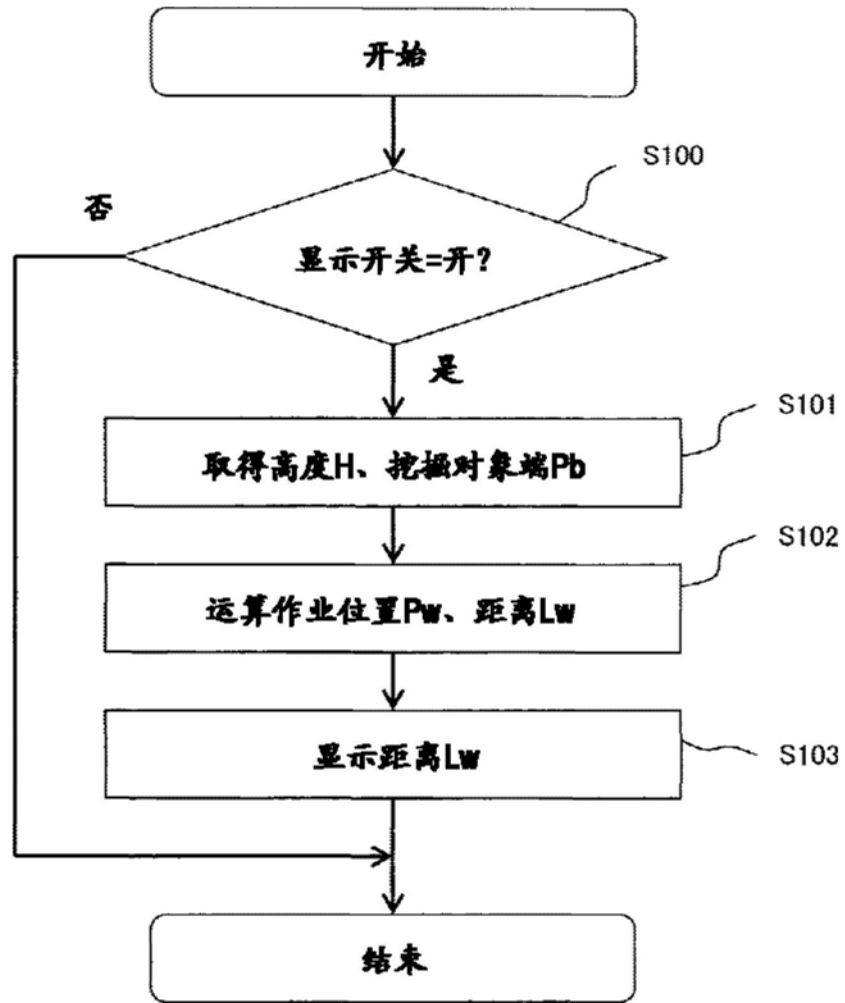 开始
S100
否
显示开关=开?
是
S101
取得高度H、挖掘对象端Pb
S102
运算作业位置Pw、距离Lw
显示距离Lw
S103
结束